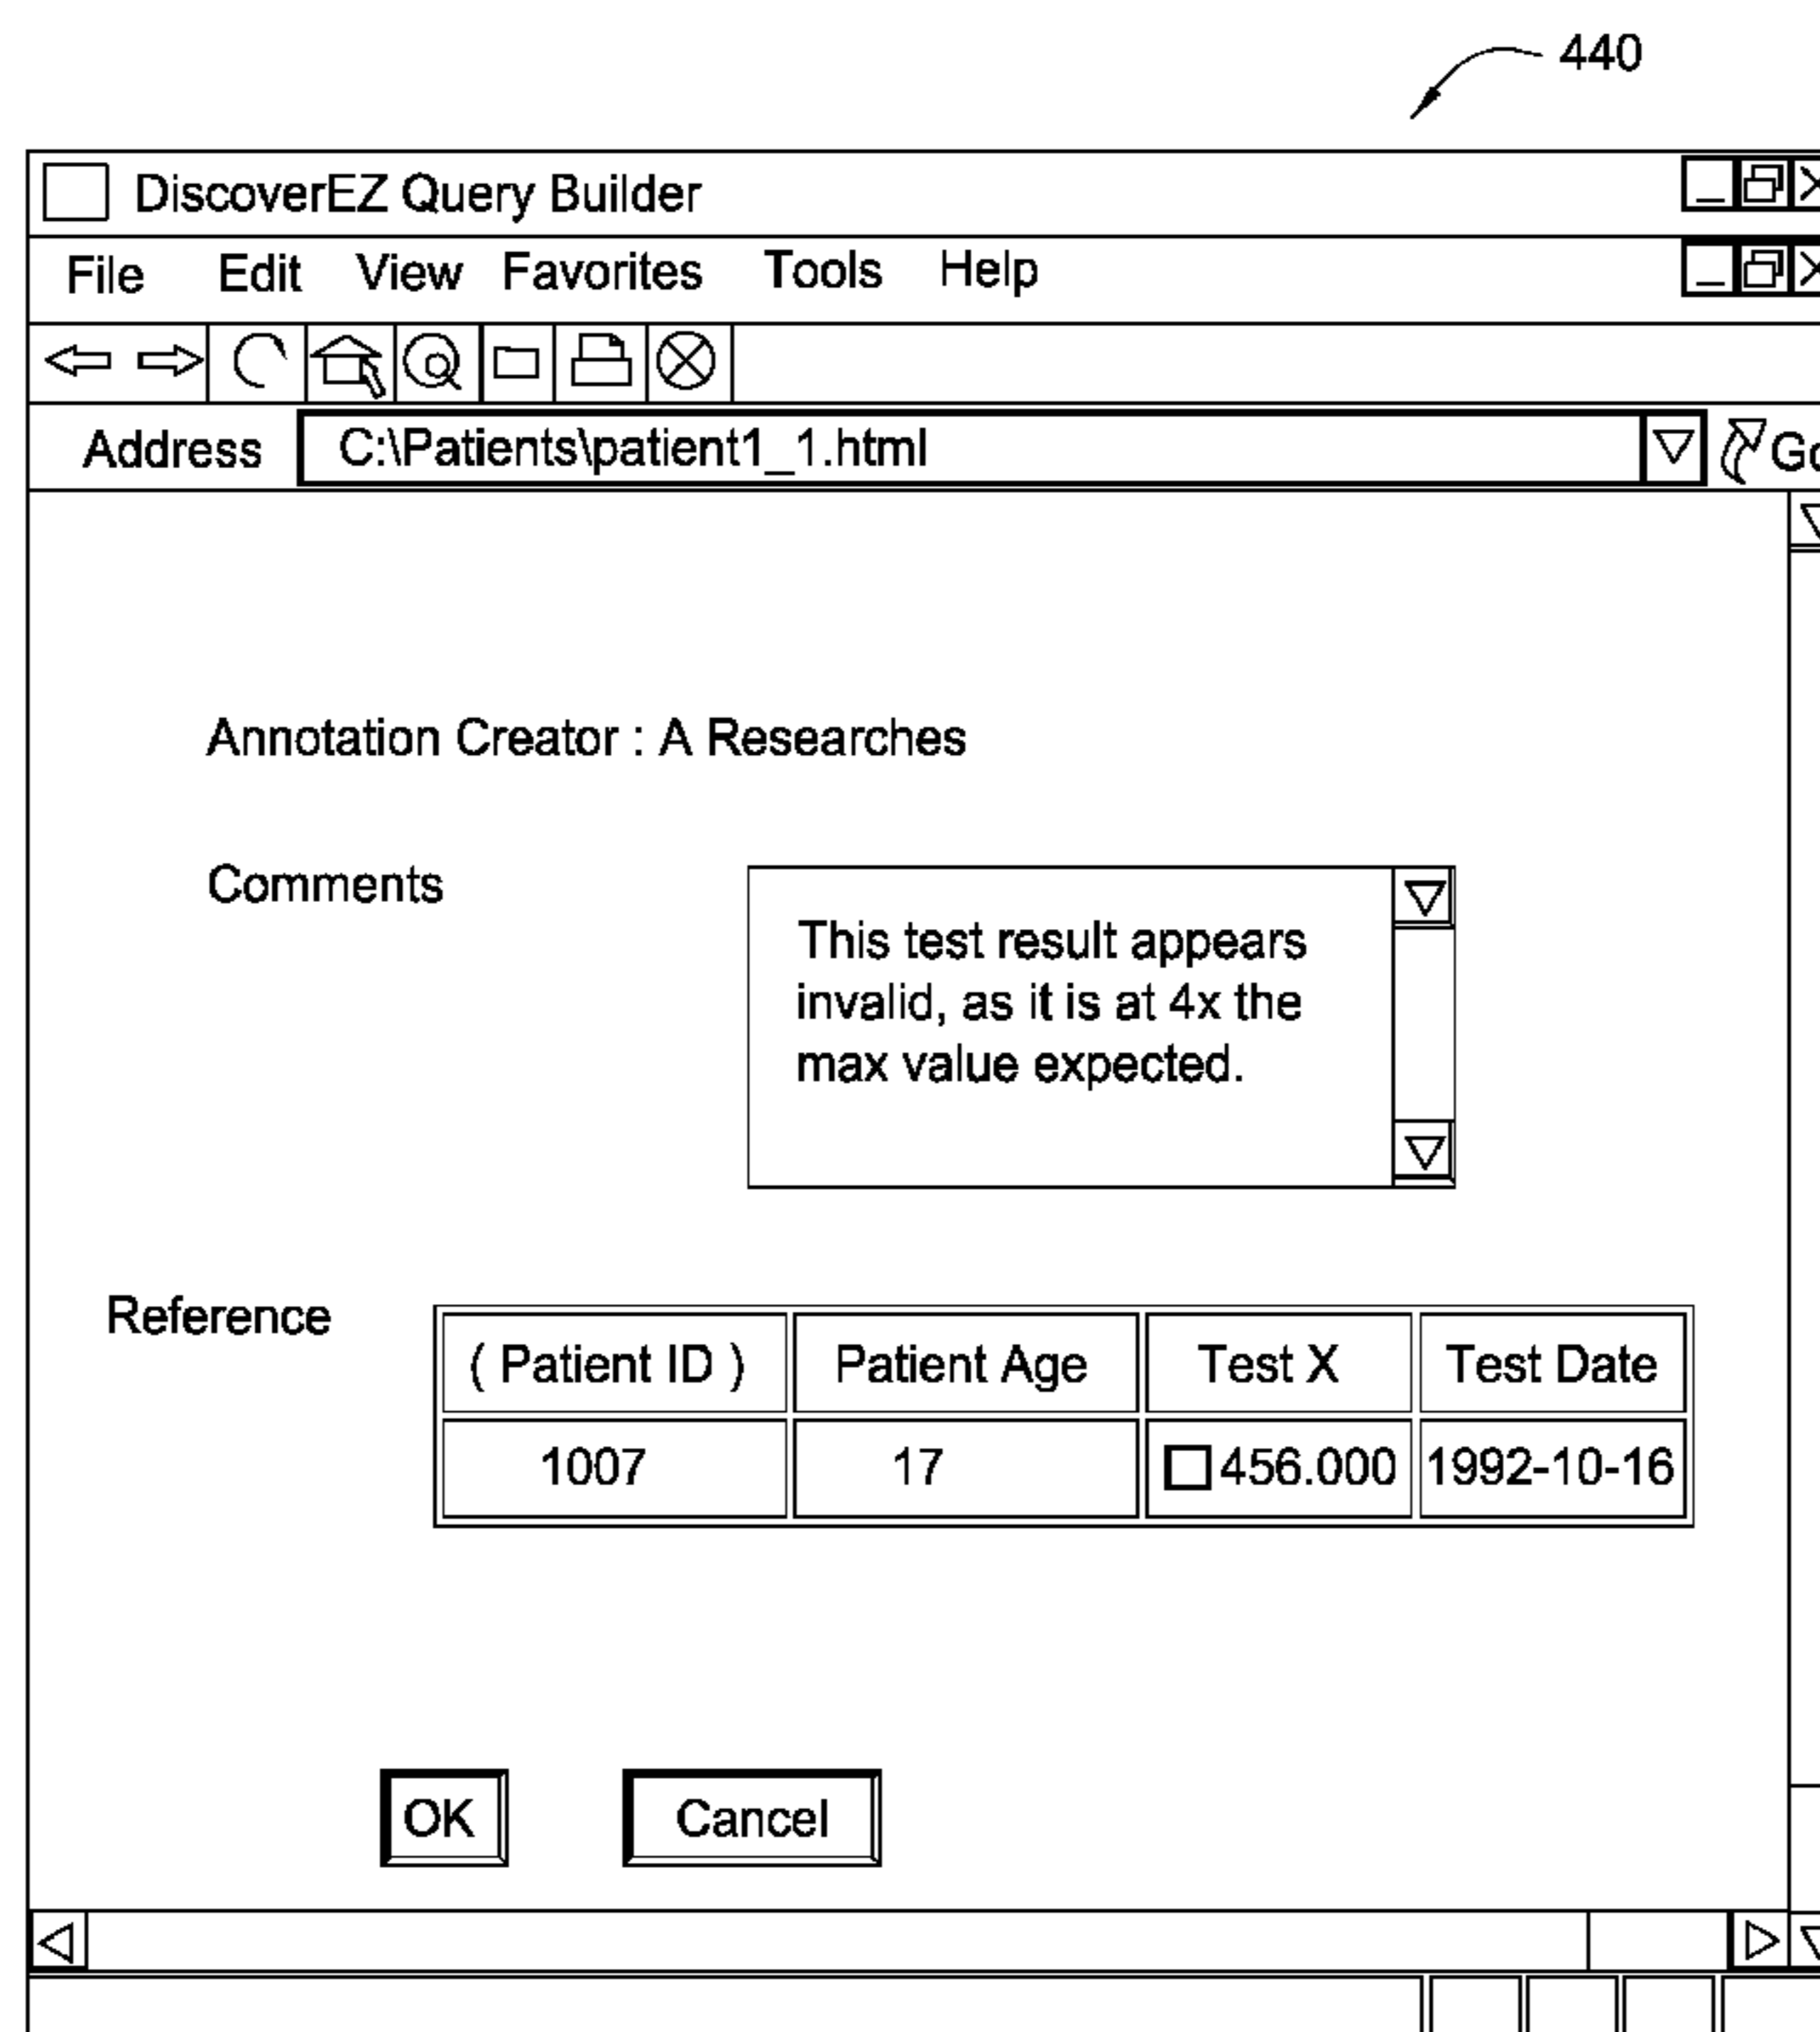 440
DiscoverEZ Query Builder
File Edit View Favorites Tools Help
Address C:\Patients\patient1_1.html
Annotation Creator : A Researches
Comments
This test result appears
invalid, as it is at 4x the
max value expected.
Reference
( Patient ID ) Patient Age Test X Test Date
1007 17 456.000 1992-10-16
OK Cancel